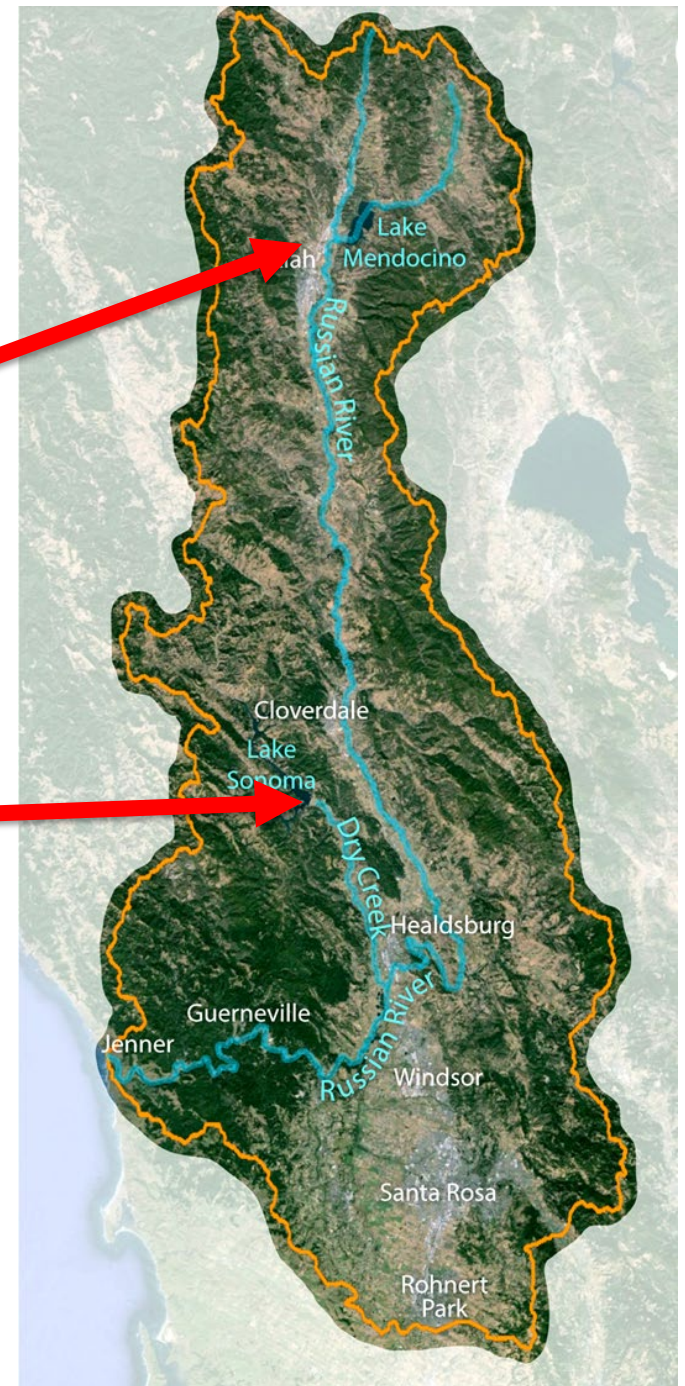 Lake
Mendocino
iah
Russian River
Cloverdale
Lake
Sonoma
Dry Creek
Healdsburg
Guerneville
Jenner
Russian River
Windsor
Santa Rosa
Rohnert
Park